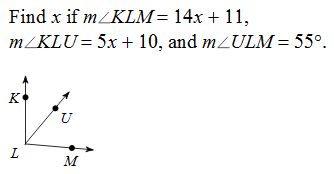 Find x if m∠KLM = 14x + 11,
m∠KLU = 5x + 10, and m∠ULM = 55°.
K
U
L
M